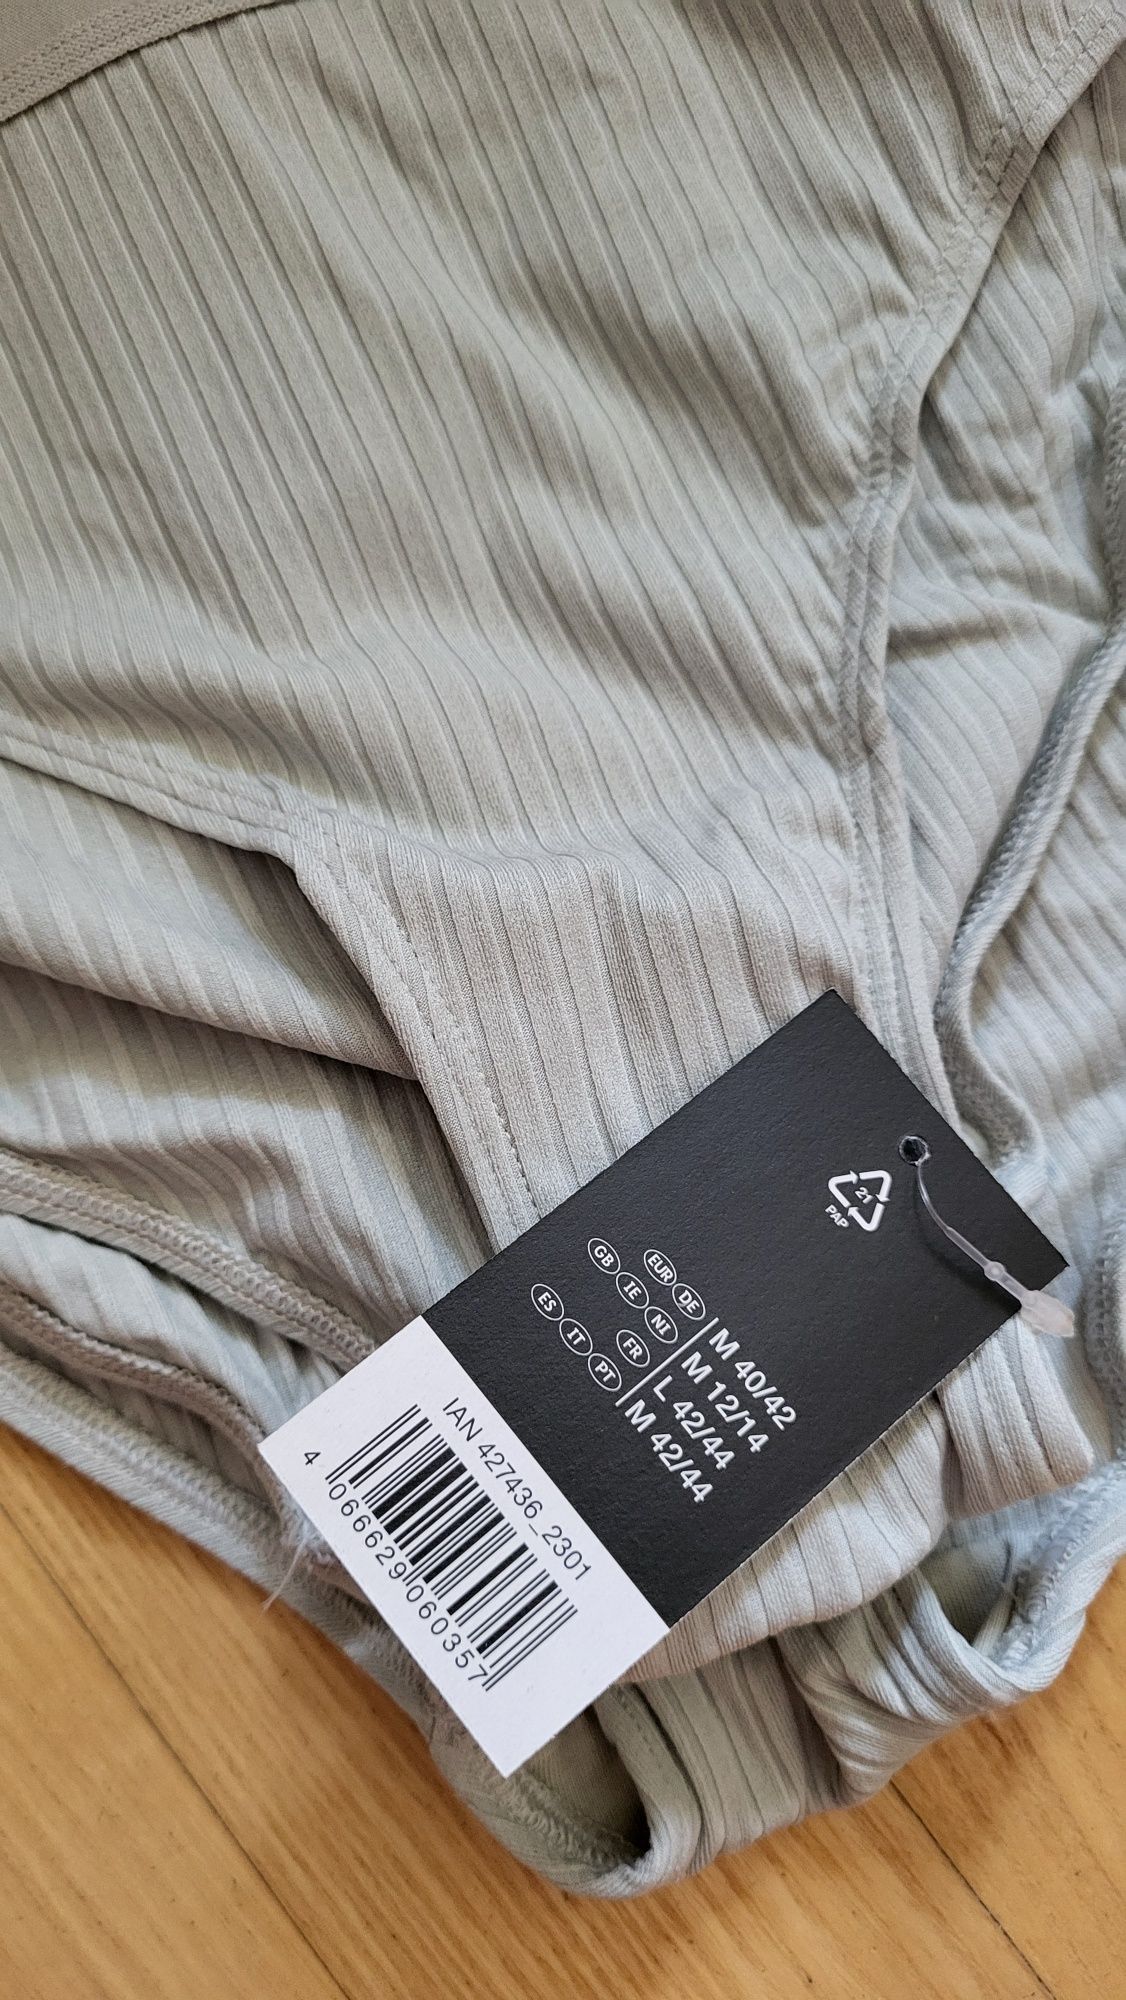 21
PAP
EUR DE M 40/42
GB IE NI M 12/14
FR L 42/44
ES IT PT M 42/44
IAN 427436_2301
4 066629 060357